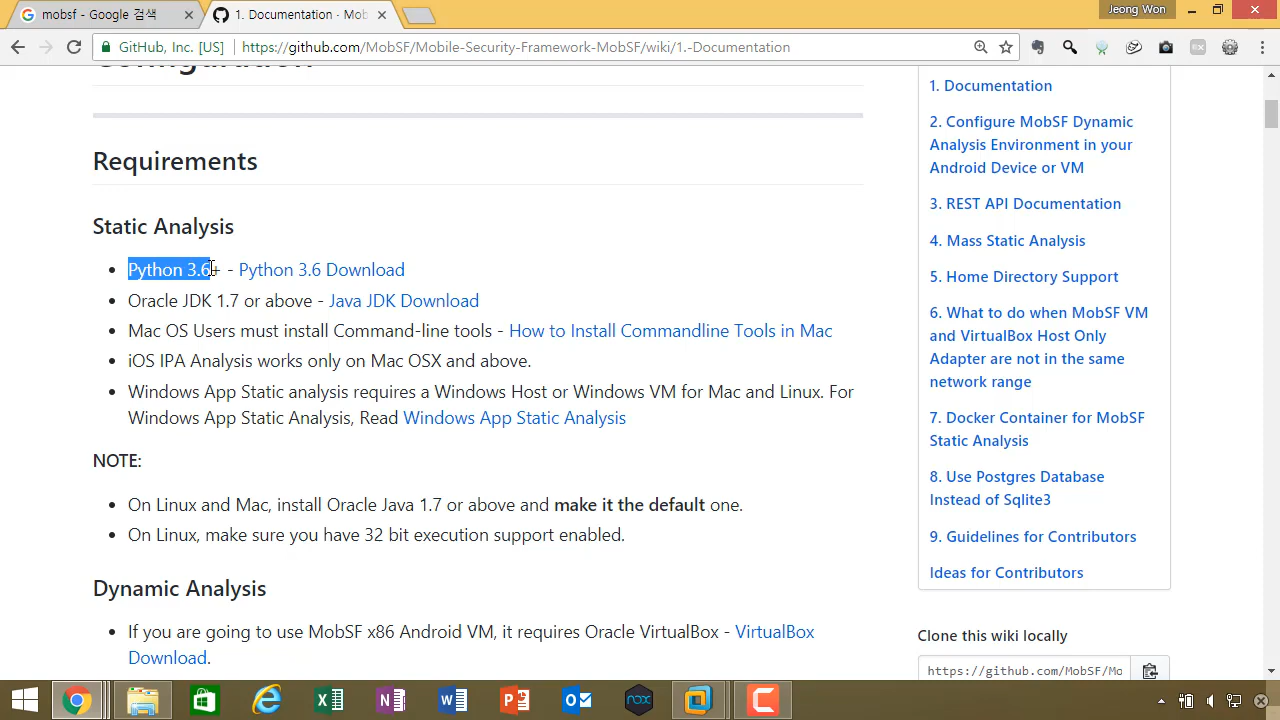 mobsf - Google 검색
1. Documentation · Mob
Jeong Won
GitHub, Inc. [US]
https://github.com/MobSF/Mobile-Security-Framework-MobSF/wiki/1.-Documentation
Requirements
Static Analysis
Python 3.6+ - Python 3.6 Download
Oracle JDK 1.7 or above - Java JDK Download
Mac OS Users must install Command-line tools - How to Install Commandline Tools in Mac
iOS IPA Analysis works only on Mac OSX and above.
Windows App Static analysis requires a Windows Host or Windows VM for Mac and Linux. For
Windows App Static Analysis, Read Windows App Static Analysis
NOTE:
On Linux and Mac, install Oracle Java 1.7 or above and make it the default one.
On Linux, make sure you have 32 bit execution support enabled.
Dynamic Analysis
If you are going to use MobSF x86 Android VM, it requires Oracle VirtualBox - VirtualBox
Download.
1. Documentation
2. Configure MobSF Dynamic
Analysis Environment in your
Android Device or VM
3. REST API Documentation
4. Mass Static Analysis
5. Home Directory Support
6. What to do when MobSF VM
and VirtualBox Host Only
Adapter are not in the same
network range
7. Docker Container for MobSF
Static Analysis
8. Use Postgres Database
Instead of Sqlite3
9. Guidelines for Contributors
Ideas for Contributors
Clone this wiki locally
https://github.com/MobSF/Mo
nox